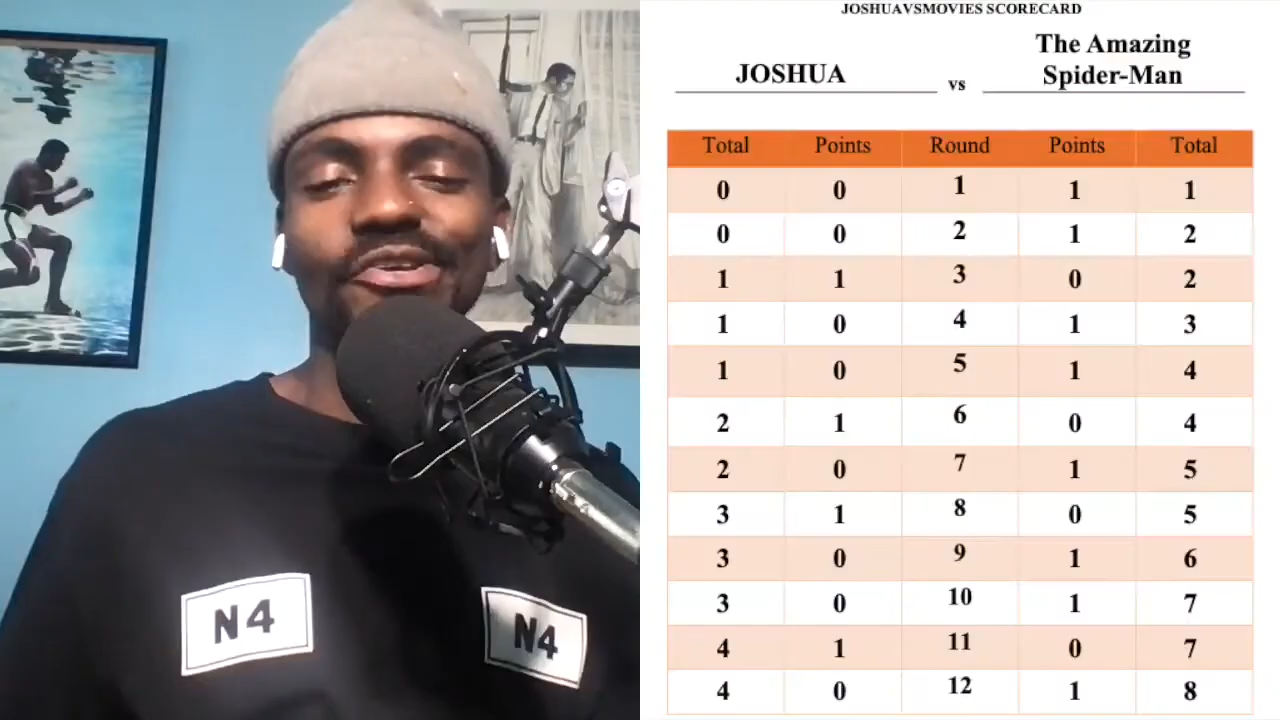 JOSHUAVSMOVIES SCORECARD
JOSHUA vs The Amazing
Spider-Man
Total Points Round Points Total
0 0 1 1 1
0 0 2 1 2
1 1 3 0 2
1 0 4 1 3
1 0 5 1 4
2 1 6 0 4
2 0 7 1 5
3 1 8 0 5
3 0 9 1 6
3 0 10 1 7
4 1 11 0 7
4 0 12 1 8
N4
N4